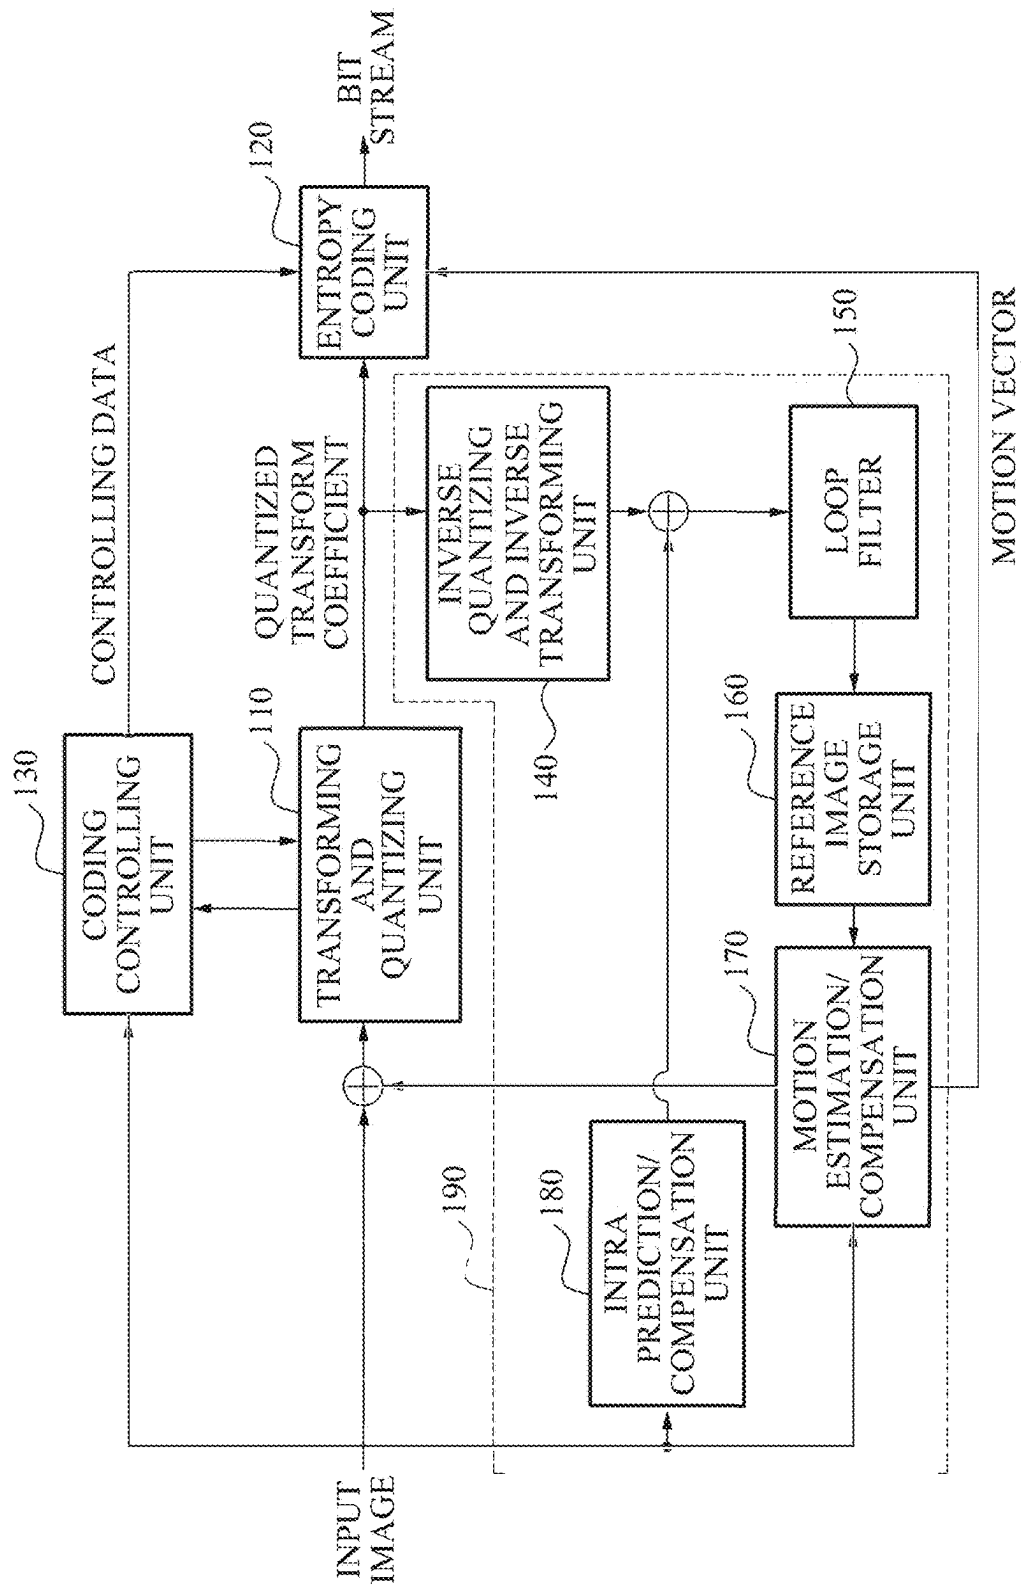 CONTROLLING DATA
130
CODING
CONTROLLING
UNIT
120
INPUT
IMAGE
110
TRANSFORMING
AND
QUANTIZING
UNIT
QUANTIZED
TRANSFORM
COEFFICIENT
ENTROPY
CODING
UNIT
BIT
STREAM
190
140
INVERSE
QUANTIZING
AND INVERSE
TRANSFORMING
UNIT
180
INTRA
PREDICTION/
COMPENSATION
UNIT
170
MOTION
ESTIMATION/
COMPENSATION
UNIT
160
REFERENCE
IMAGE
STORAGE
UNIT
150
LOOP
FILTER
MOTION VECTOR